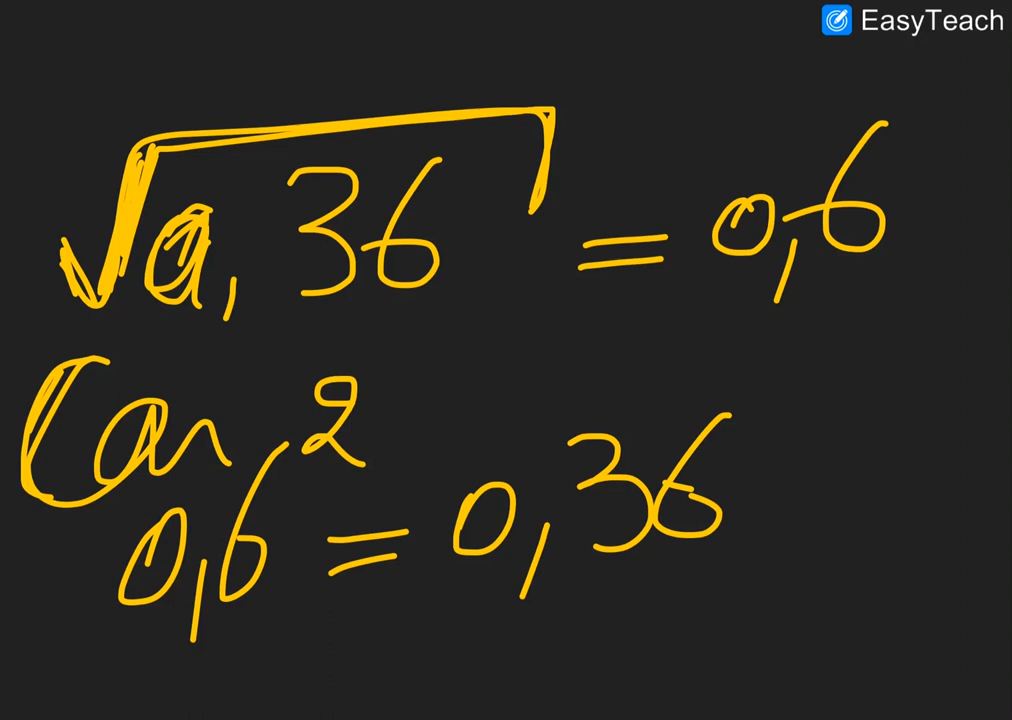 EasyTeach
√0,36 = 0,6
Car
0,6² = 0,36